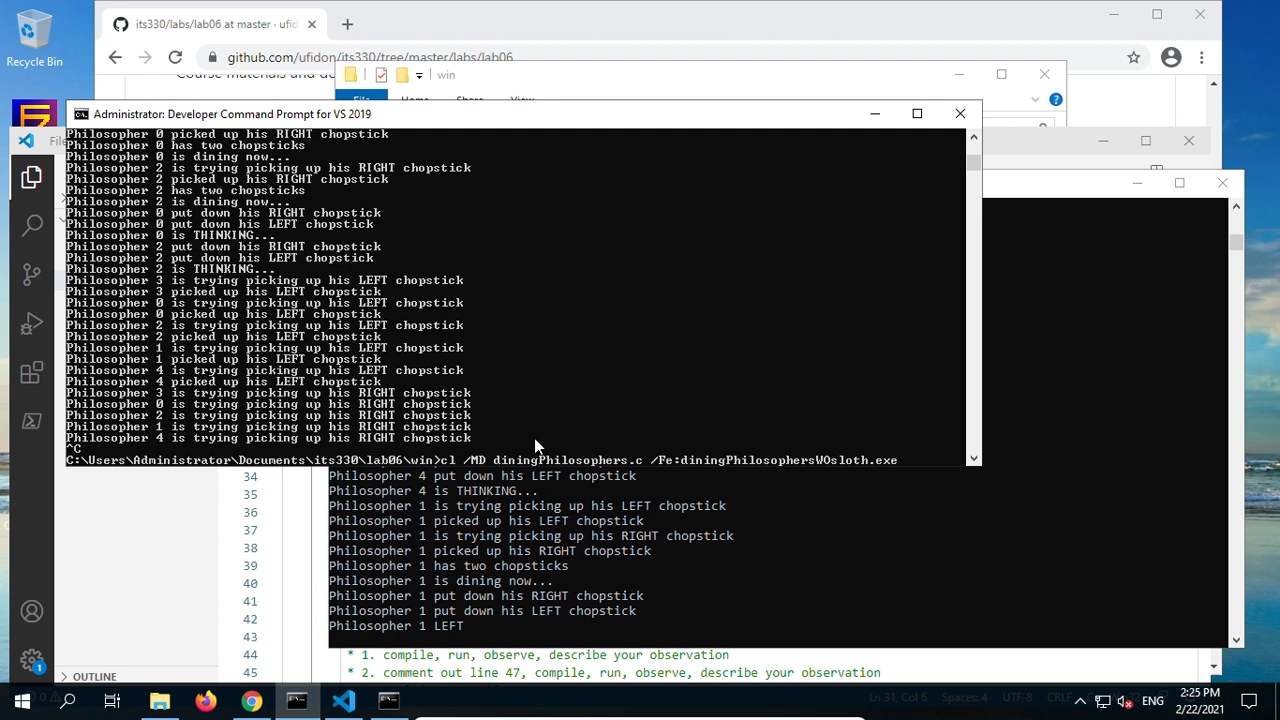 its330/labs/lab06 at master · ufid
github.com/ufidon/its330/tree/master/labs/lab06
Recycle Bin
win
File Home Share View
Administrator: Developer Command Prompt for VS 2019
Philosopher 0 picked up his RIGHT chopstick
Philosopher 0 has two chopsticks
Philosopher 0 is dining now...
Philosopher 2 is trying picking up his RIGHT chopstick
Philosopher 2 picked up his RIGHT chopstick
Philosopher 2 has two chopsticks
Philosopher 2 is dining now...
Philosopher 0 put down his RIGHT chopstick
Philosopher 0 put down his LEFT chopstick
Philosopher 0 is THINKING...
Philosopher 2 put down his RIGHT chopstick
Philosopher 2 put down his LEFT chopstick
Philosopher 2 is THINKING...
Philosopher 3 is trying picking up his LEFT chopstick
Philosopher 3 picked up his LEFT chopstick
Philosopher 0 is trying picking up his LEFT chopstick
Philosopher 0 picked up his LEFT chopstick
Philosopher 2 is trying picking up his LEFT chopstick
Philosopher 2 picked up his LEFT chopstick
Philosopher 1 is trying picking up his LEFT chopstick
Philosopher 1 picked up his LEFT chopstick
Philosopher 4 is trying picking up his LEFT chopstick
Philosopher 4 picked up his LEFT chopstick
Philosopher 3 is trying picking up his RIGHT chopstick
Philosopher 0 is trying picking up his RIGHT chopstick
Philosopher 2 is trying picking up his RIGHT chopstick
Philosopher 1 is trying picking up his RIGHT chopstick
Philosopher 4 is trying picking up his RIGHT chopstick
^C
C:\Users\Administrator\Documents\its330\lab06\win>cl /MD diningPhilosophers.c /Fe:diningPhilosophersWOsloth.exe
Philosopher 4 put down his LEFT chopstick
Philosopher 4 is THINKING...
Philosopher 1 is trying picking up his LEFT chopstick
Philosopher 1 picked up his LEFT chopstick
Philosopher 1 is trying picking up his RIGHT chopstick
Philosopher 1 picked up his RIGHT chopstick
Philosopher 1 has two chopsticks
Philosopher 1 is dining now...
Philosopher 1 put down his RIGHT chopstick
Philosopher 1 put down his LEFT chopstick
Philosopher 1 LEFT
34
35
36
37
38
39
40
41
42
43
44 * 1. compile, run, observe, describe your observation
45 * 2. comment out line 47, compile, run, observe, describe your observation
OUTLINE
Ln 31, Col 6 Spaces: 4 UTF-8 CRLF
ENG
2:25 PM
2/22/2021